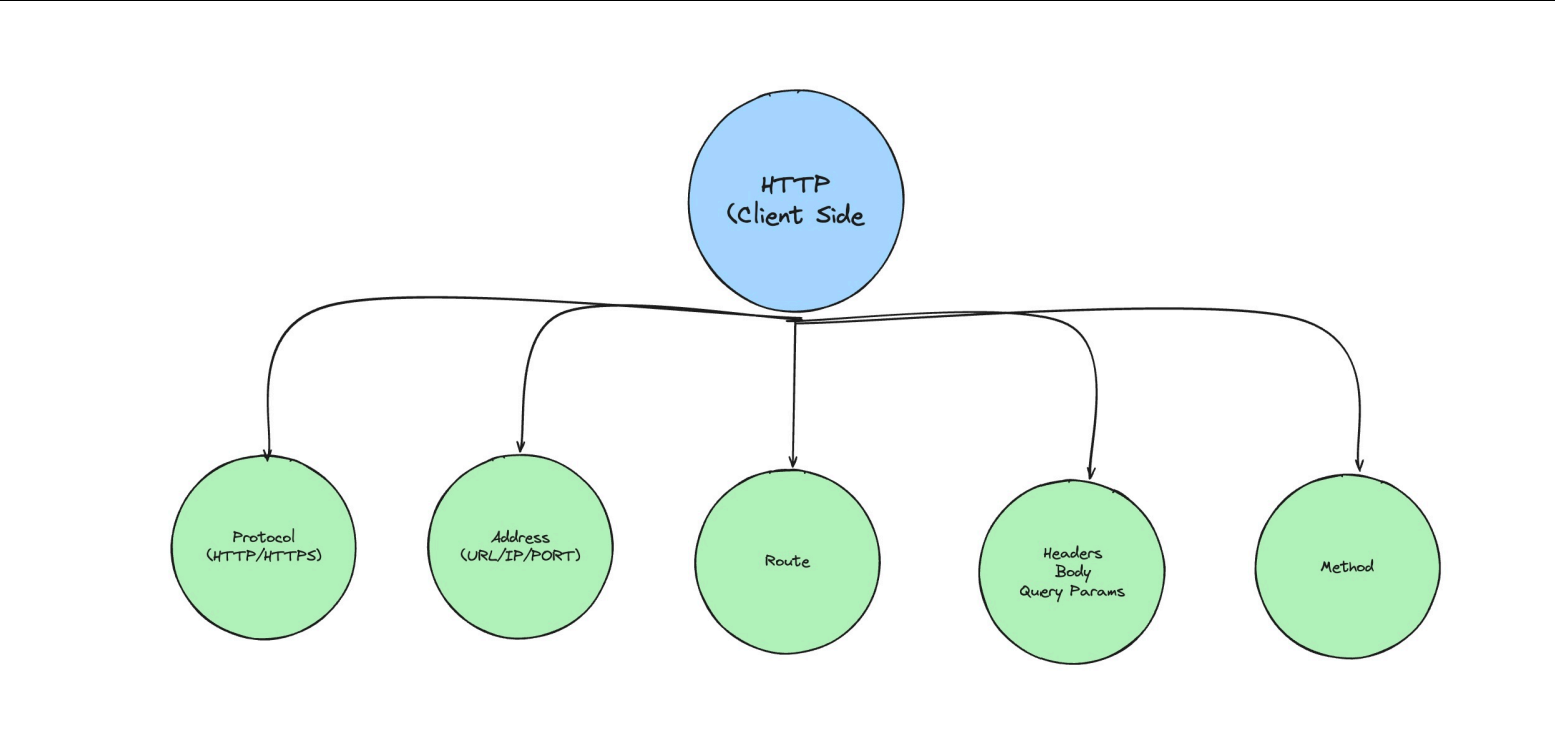 HTTP
(Client Side
Protocol
(HTTP/HTTPS)
Address
(URL/IP/PORT)
Route
Headers
Body
Query Params
Method